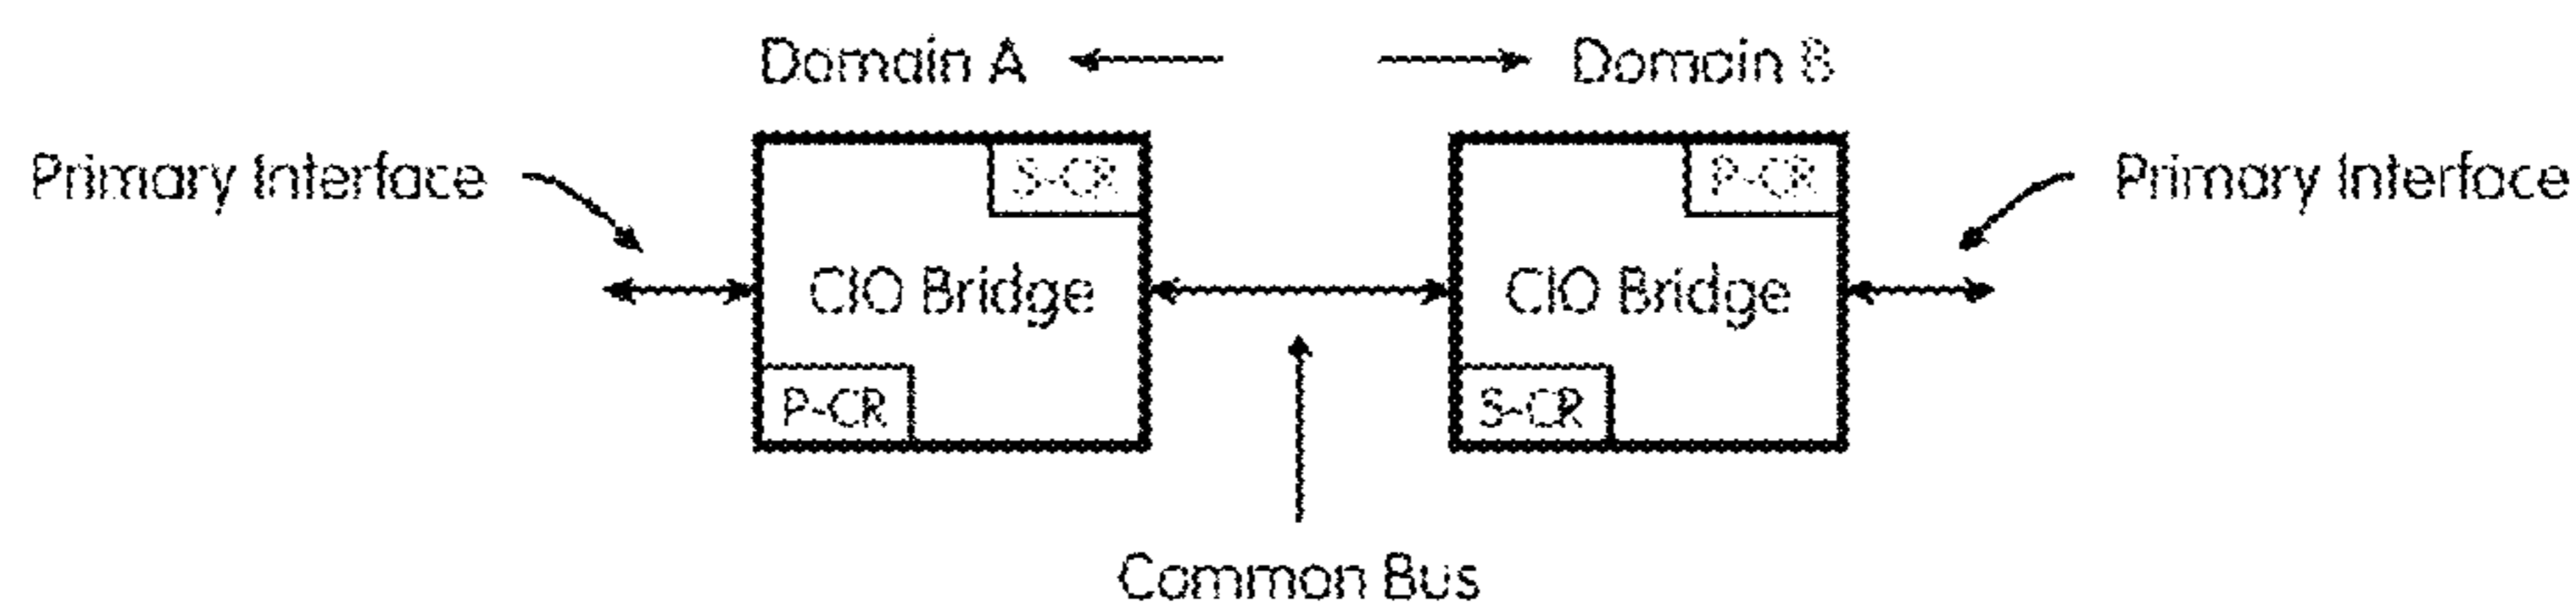 Domain A
Domain B
Primary Interface
S-CR
P-CR
Primary Interface
CIO Bridge
CIO Bridge
P-CR
S-CR
Common Bus